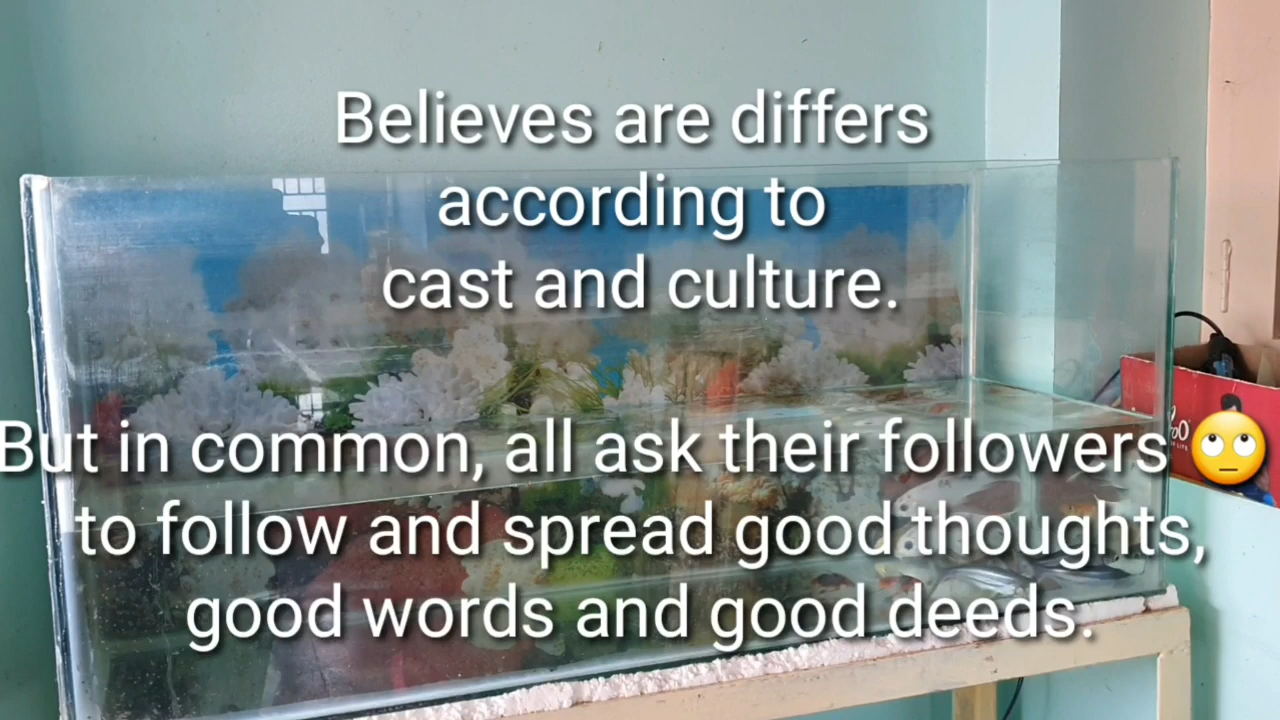 Believes are differs
according to
cast and culture.
But in common, all ask their followers 🙄
to follow and spread good thoughts,
good words and good deeds.